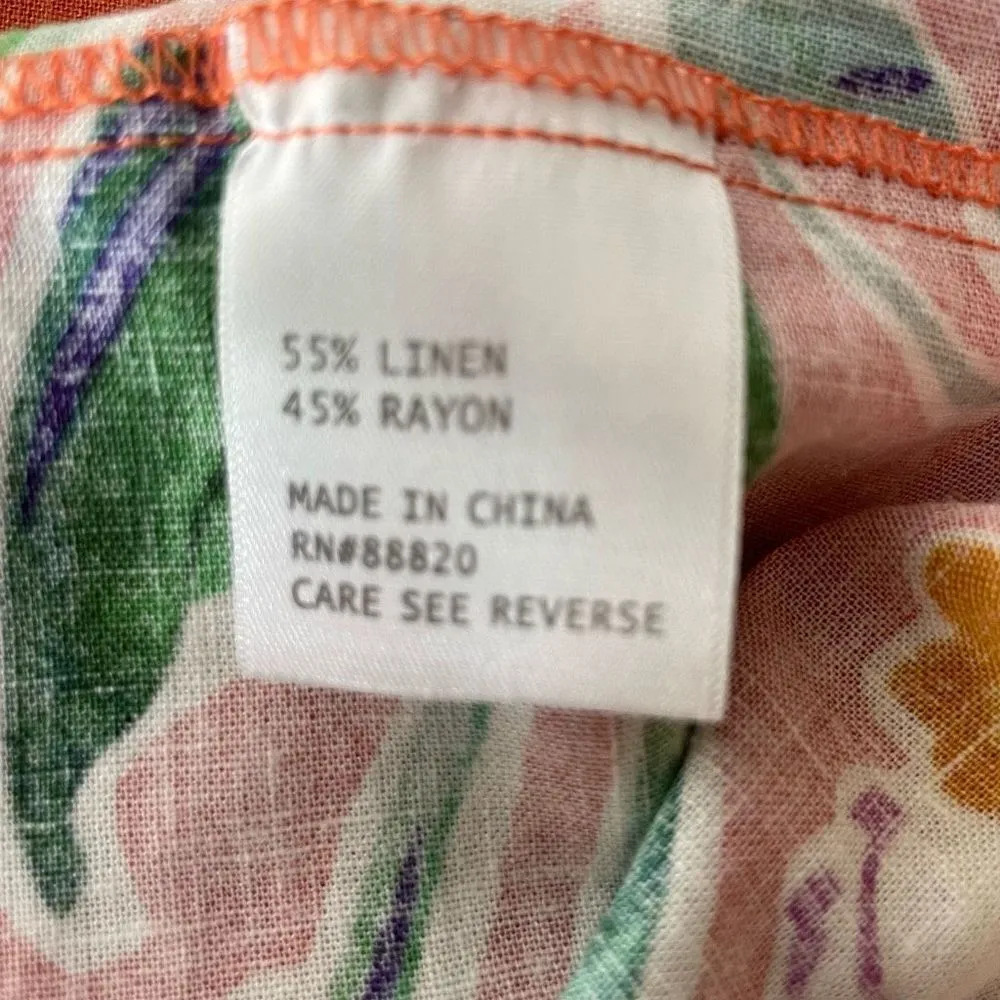 55% LINEN
45% RAYON
MADE IN CHINA
RN#88820
CARE SEE REVERSE